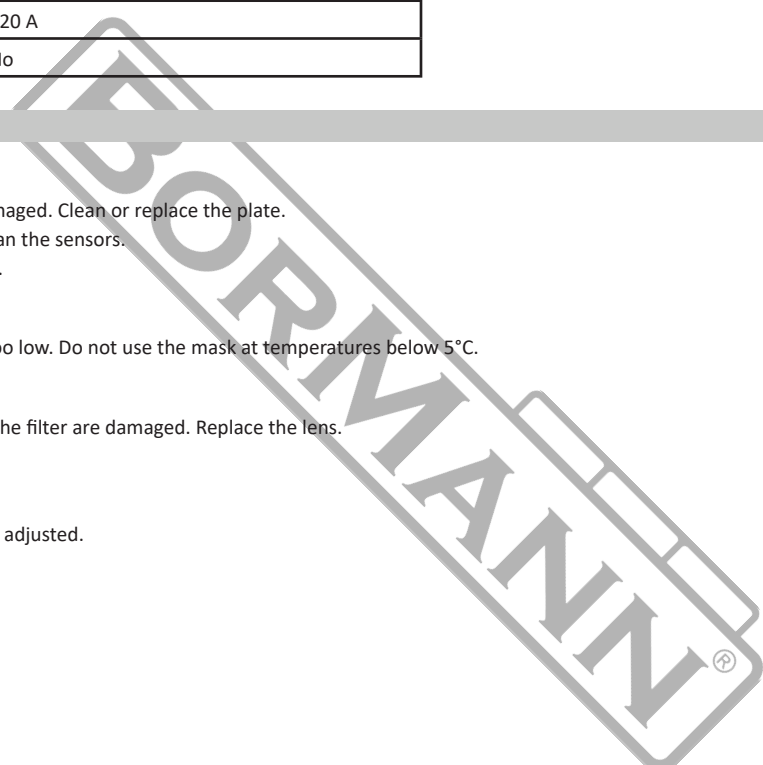 20 A
lo
maged. Clean or replace the plate.
an the sensors.
.
oo low. Do not use the mask at temperatures below 5°C.
he filter are damaged. Replace the lens.
adjusted.
BORMANN®